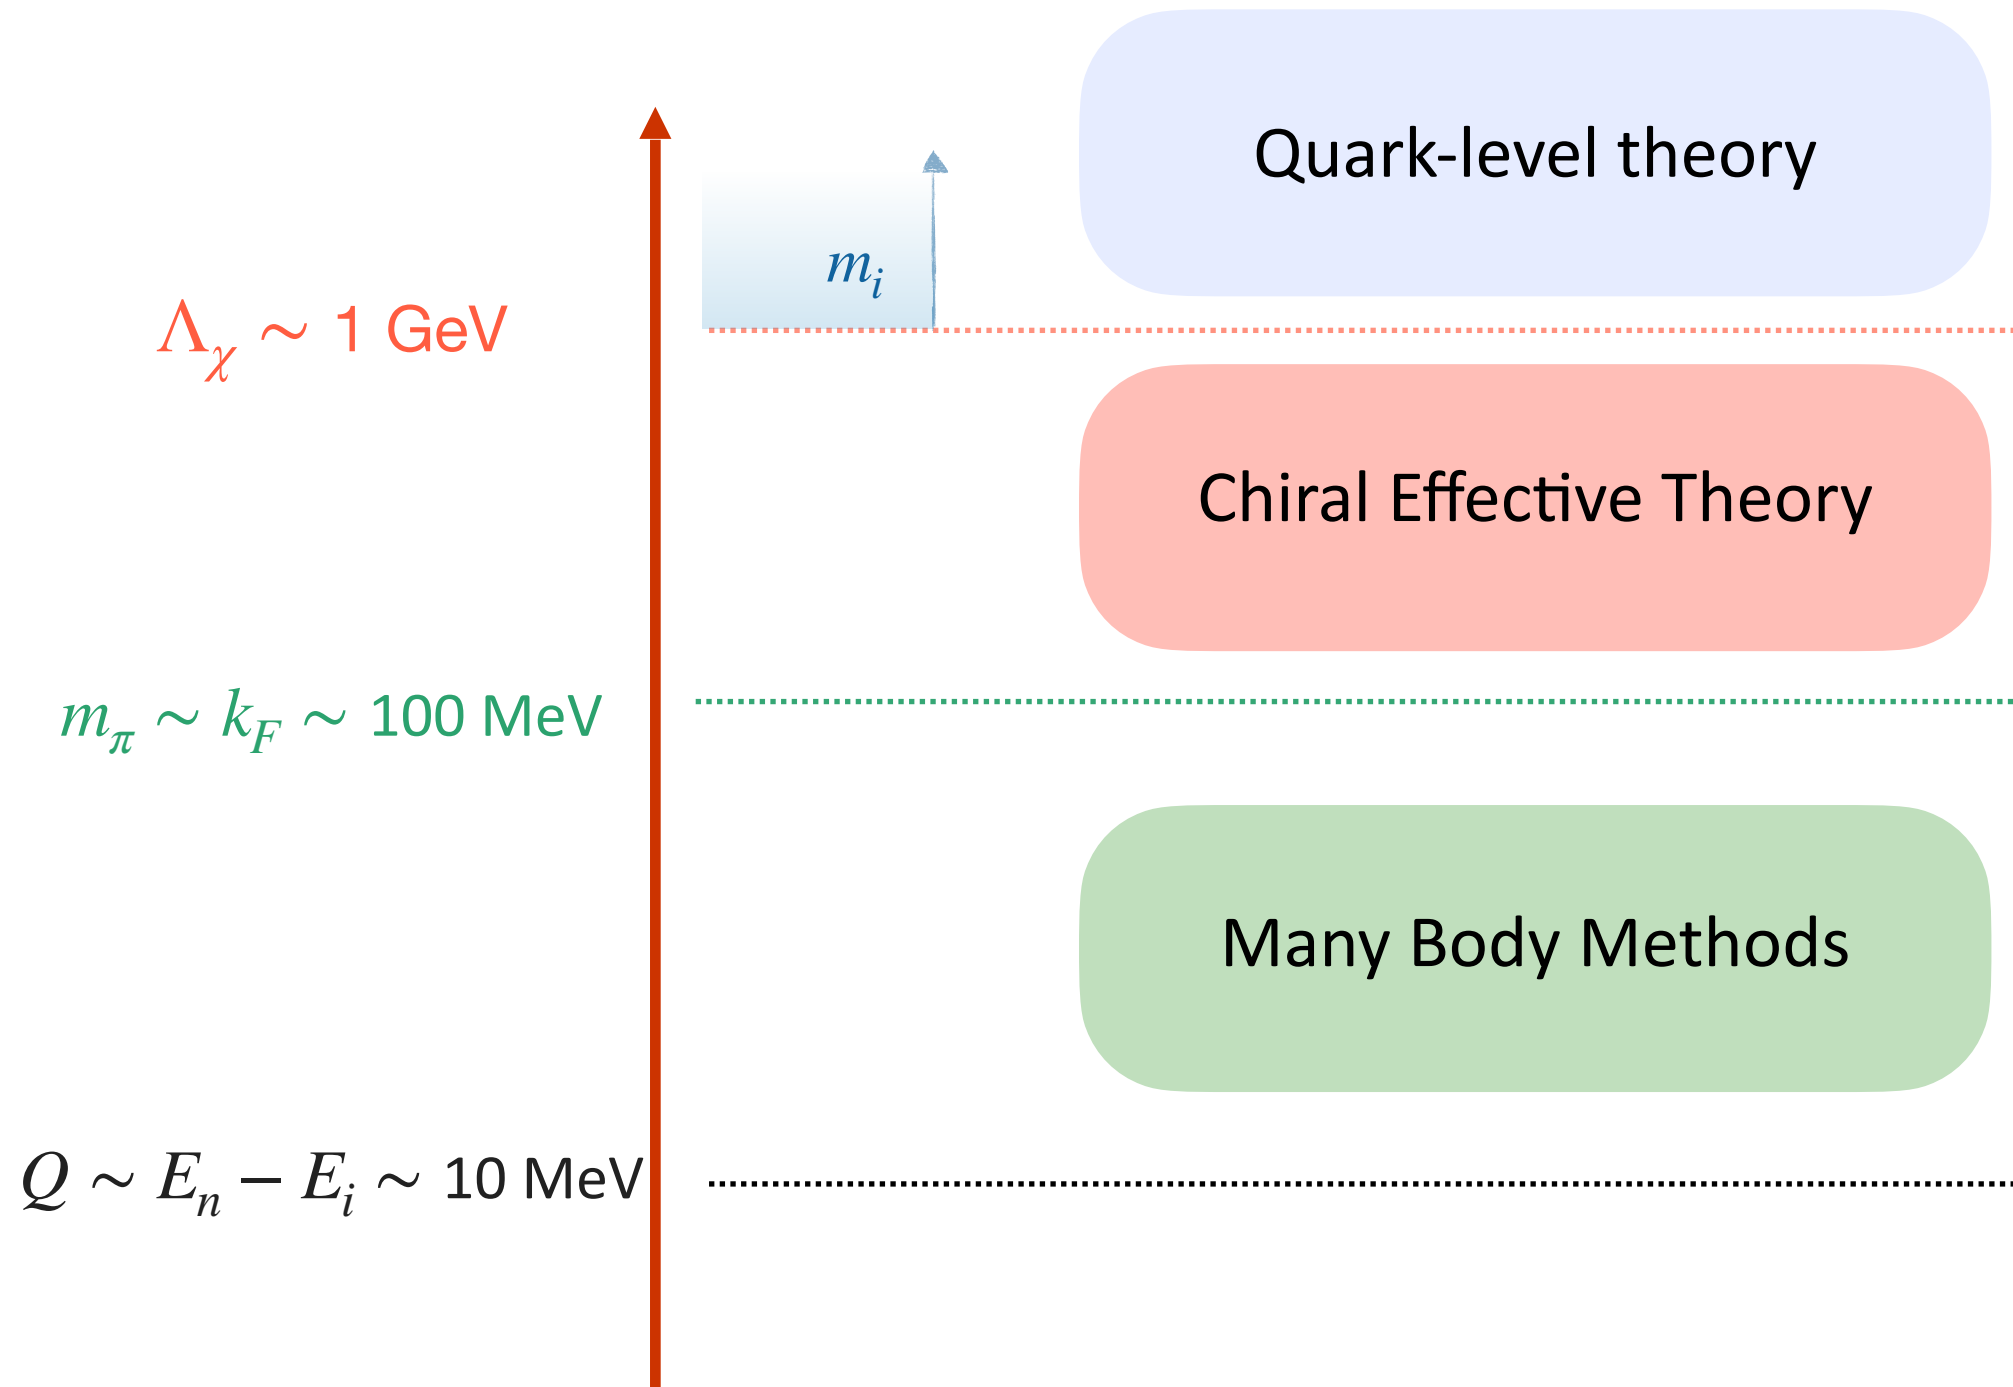 Quark-level theory
m_i
Λ_χ ∼ 1 GeV
Chiral Effective Theory
m_π ∼ k_F ∼ 100 MeV
Many Body Methods
Q ∼ E_n − E_i ∼ 10 MeV